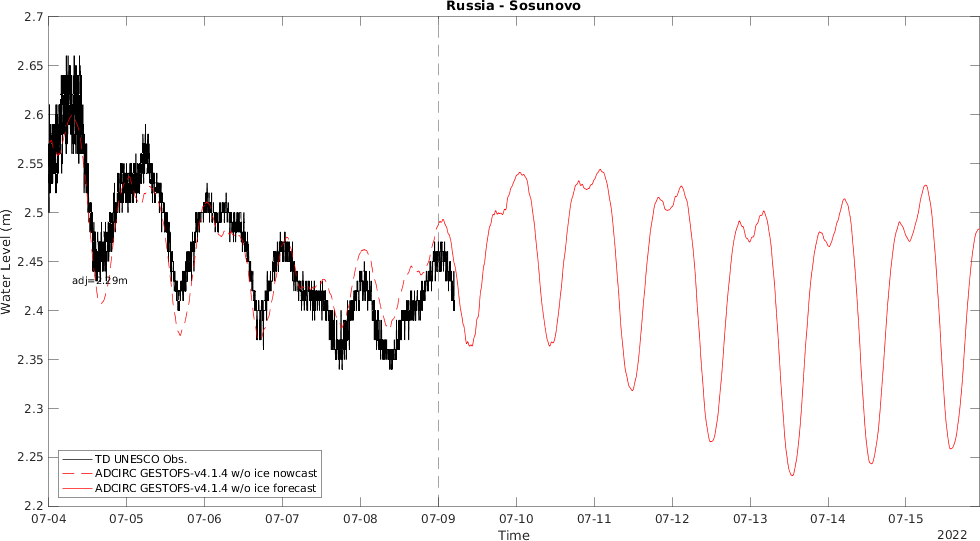 Russia - Sosunovo
2.7
2.65
2.6
2.55
2.5
2.45
2.4
2.35
2.3
2.25
2.2
Water Level (m)
adj=2.29m
TD UNESCO Obs.
ADCIRC GESTOFS-v4.1.4 w/o ice nowcast
ADCIRC GESTOFS-v4.1.4 w/o ice forecast
07-04 07-05 07-06 07-07 07-08 07-09 07-10 07-11 07-12 07-13 07-14 07-15
Time
2022